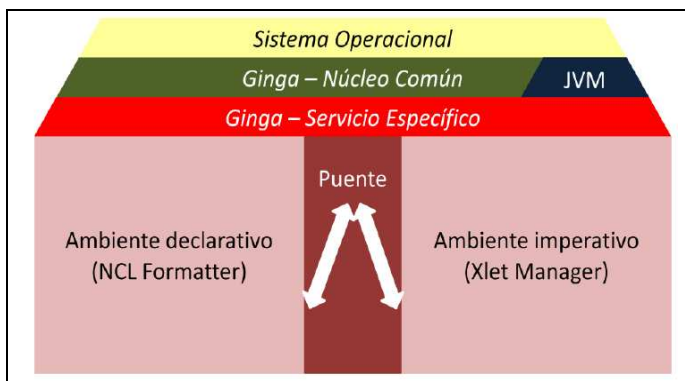 Sistema Operacional
Ginga – Núcleo Común
JVM
Ginga – Servicio Específico
Puente
Ambiente declarativo
(NCL Formatter)
Ambiente imperativo
(Xlet Manager)